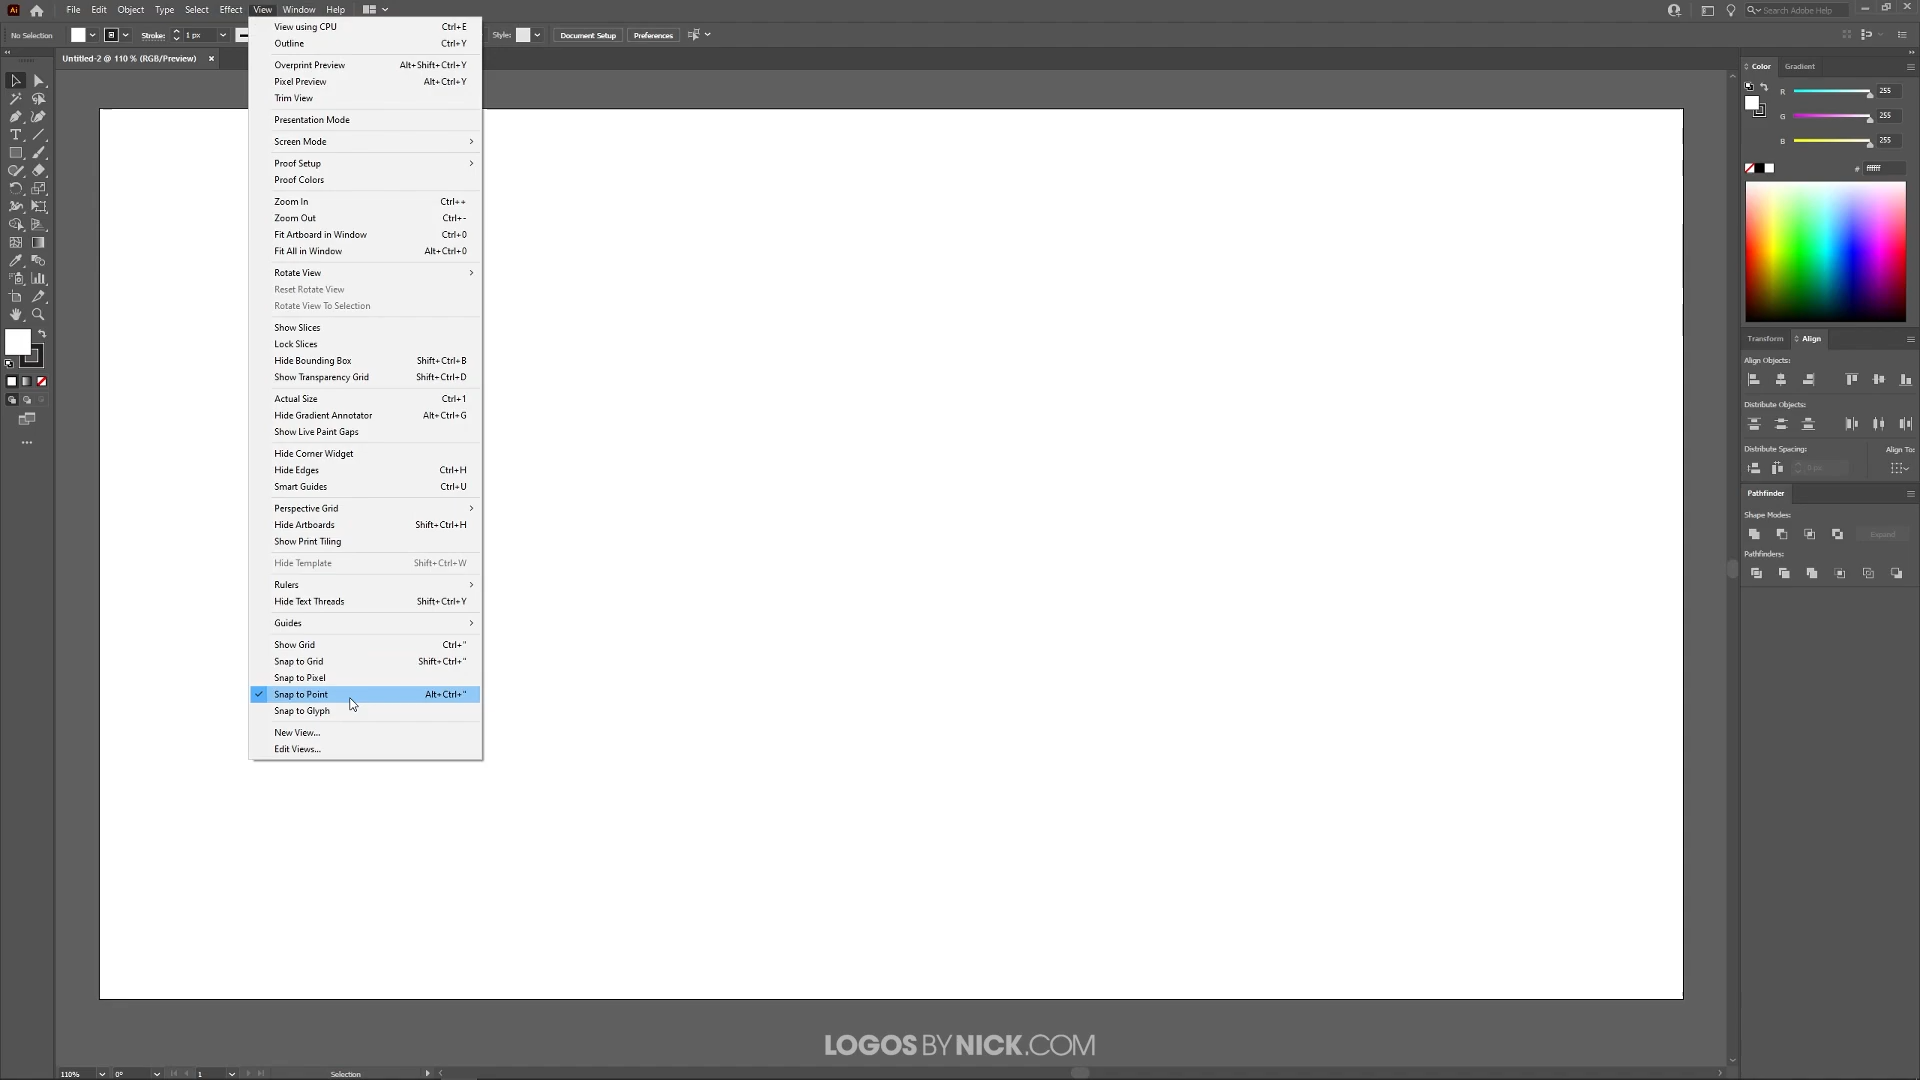 Ai File Edit Object Type Select Effect View Window Help Search Adobe Help
No Selection Stroke: 1 px Style: Document Setup Preferences
Untitled-2 @ 110 % (RGB/Preview) ×
View using CPU Ctrl+E
Outline Ctrl+Y
Overprint Preview Alt+Shift+Ctrl+Y
Pixel Preview Alt+Ctrl+Y
Trim View
Presentation Mode
Screen Mode
Proof Setup
Proof Colors
Zoom In Ctrl++
Zoom Out Ctrl+-
Fit Artboard in Window Ctrl+0
Fit All in Window Alt+Ctrl+0
Rotate View
Reset Rotate View
Rotate View To Selection
Show Slices
Lock Slices
Hide Bounding Box Shift+Ctrl+B
Show Transparency Grid Shift+Ctrl+D
Actual Size Ctrl+1
Hide Gradient Annotator Alt+Ctrl+G
Show Live Paint Gaps
Hide Corner Widget
Hide Edges Ctrl+H
Smart Guides Ctrl+U
Perspective Grid
Hide Artboards Shift+Ctrl+H
Show Print Tiling
Hide Template Shift+Ctrl+W
Rulers
Hide Text Threads Shift+Ctrl+Y
Guides
Show Grid Ctrl+"
Snap to Grid Shift+Ctrl+"
Snap to Pixel
Snap to Point Alt+Ctrl+"
Snap to Glyph
New View...
Edit Views...
Color Gradient
R 255
G 255
B 255
# ffffff
Transform Align
Align Objects:
Distribute Objects:
Distribute Spacing: Align To:
0 px
Pathfinder
Shape Modes:
Expand
Pathfinders:
LOGOS BY NICK.COM
110% 0° 1 Selection